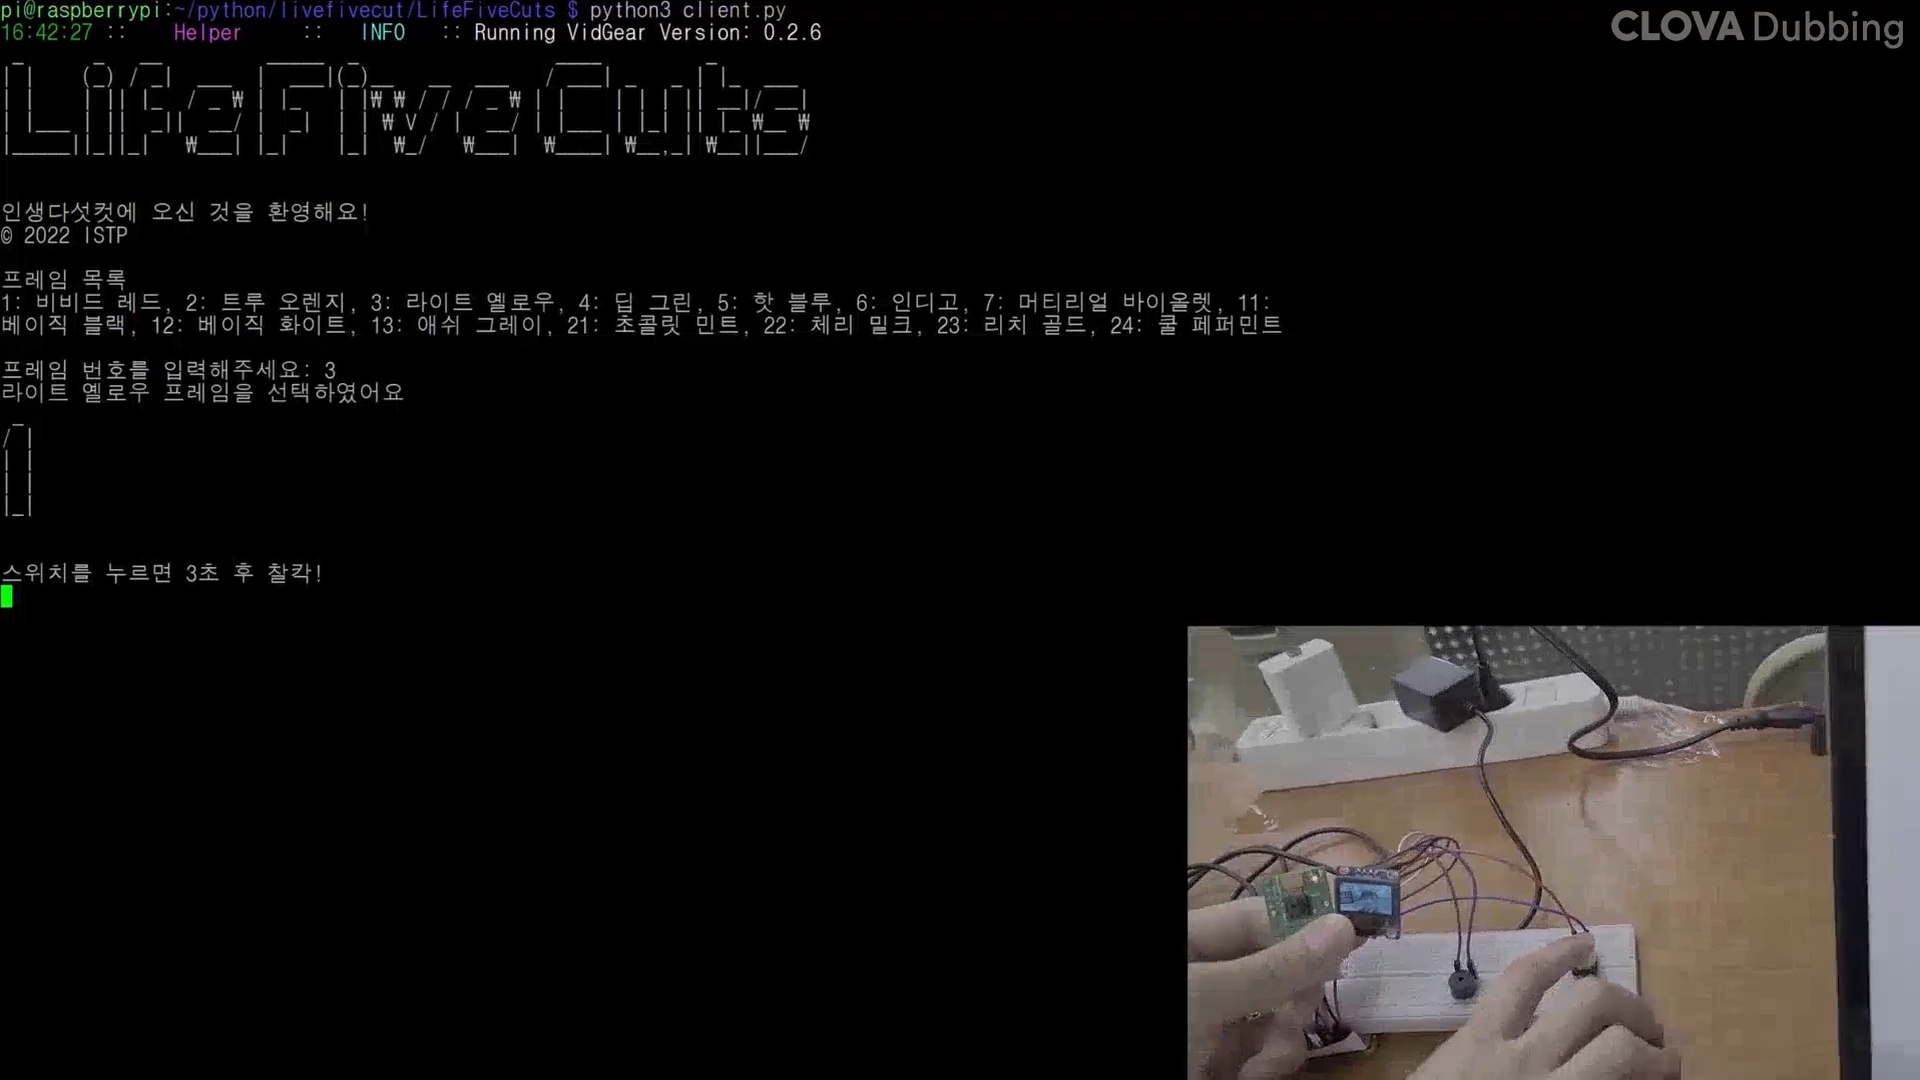 pi@raspberrypi:~/python/livefivecut/LifeFiveCuts $ python3 client.py
CLOVA Dubbing
16:42:27 :: Helper :: INFO :: Running VidGear Version: 0.2.6
LifeFiveCuts
인생다섯컷에 오신 것을 환영해요!
© 2022 ISTP
프레임 목록
1: 비비드 레드, 2: 트루 오렌지, 3: 라이트 옐로우, 4: 딥 그린, 5: 핫 블루, 6: 인디고, 7: 머티리얼 바이올렛, 11:
베이직 블랙, 12: 베이직 화이트, 13: 애쉬 그레이, 21: 초콜릿 민트, 22: 체리 밀크, 23: 리치 골드, 24: 쿨 페퍼민트
프레임 번호를 입력해주세요: 3
라이트 옐로우 프레임을 선택하였어요
1
스위치를 누르면 3초 후 찰칵!